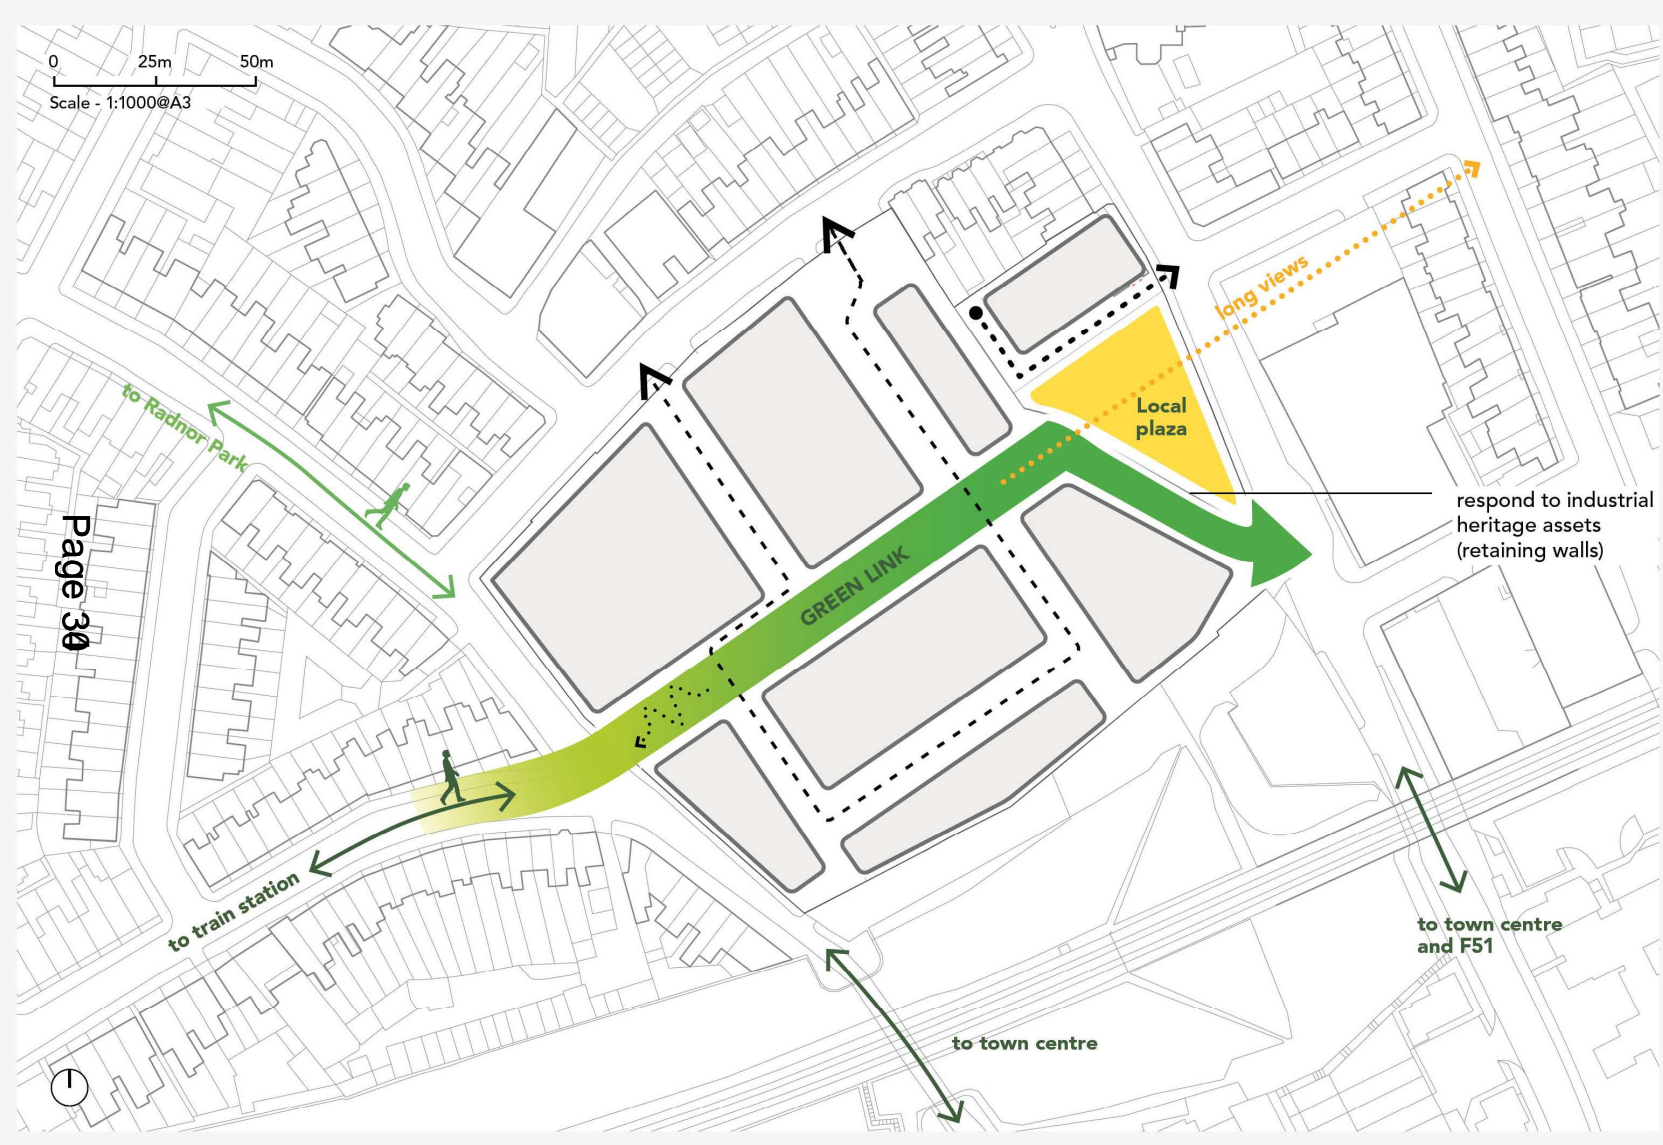 0 25m 50m
Scale - 1:1000@A3
long views
to Radnor Park
Local
plaza
respond to industrial
heritage assets
(retaining walls)
GREEN LINK
Page
to train station
to town centre
and F51
to town centre